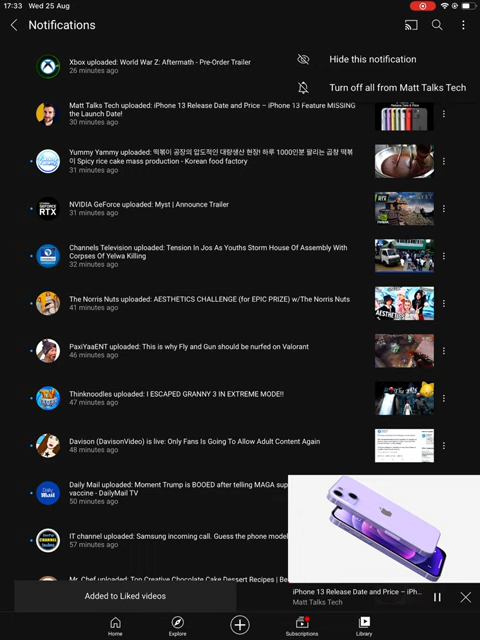 17:33 Wed 25 Aug
69%
Notifications
Hide this notification
Turn off all from Matt Talks Tech
Xbox uploaded: World War Z: Aftermath - Pre-Order Trailer
26 minutes ago
Matt Talks Tech uploaded: iPhone 13 Release Date and Price – iPhone 13 Feature MISSING
the Launch Date!
30 minutes ago
Yummy Yammy uploaded: 떡볶이 공장의 압도적인 대량생산 현장! 하루 1000인분 팔리는 곱창 떡볶
이 Spicy rice cake mass production - Korean food factory
31 minutes ago
GEFORCE
RTX
NVIDIA GeForce uploaded: Myst | Announce Trailer
31 minutes ago
Channels Television uploaded: Tension In Jos As Youths Storm House Of Assembly With
Corpses Of Yelwa Killing
32 minutes ago
The Norris Nuts uploaded: AESTHETICS CHALLENGE (for EPIC PRIZE) w/The Norris Nuts
41 minutes ago
AESTHETICS
PaxiYaaENT uploaded: This is why Fly and Gun should be nurfed on Valorant
46 minutes ago
Thinknoodles uploaded: I ESCAPED GRANNY 3 IN EXTREME MODE!!
47 minutes ago
Davison (DavisonVideo) is live: Only Fans Is Going To Allow Adult Content Again
48 minutes ago
Daily
Mail
Daily Mail uploaded: Moment Trump is BOOED after telling MAGA sup
vaccine - DailyMail TV
50 minutes ago
CHANNEL
IT channel uploaded: Samsung incoming call. Guess the phone model
57 minutes ago
Mr. Chef uploaded: Top Creative Chocolate Cake Dessert Recipes | Be
Added to Liked videos
iPhone 13 Release Date and Price – iPh...
Matt Talks Tech
Home
Explore
Subscriptions
Library